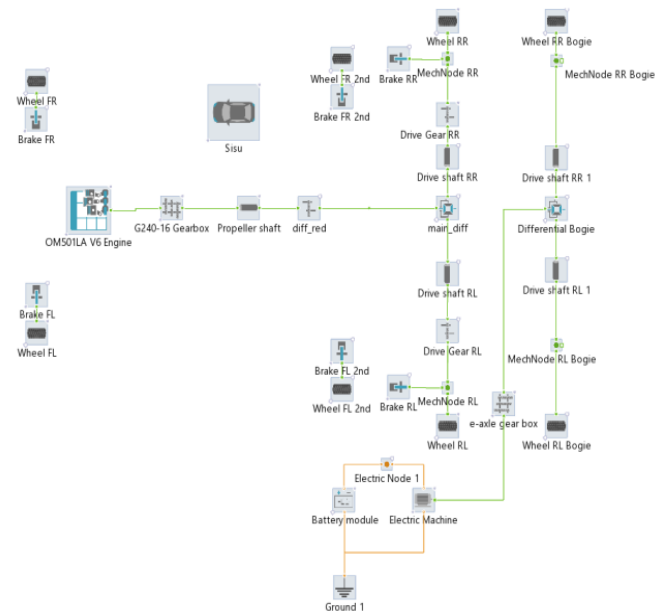 Wheel RR
Wheel RR Bogie
Wheel FR
Wheel FR 2nd
Brake RR
MechNode RR
MechNode RR Bogie
Brake FR
Brake FR 2nd
Drive Gear RR
Sisu
Drive shaft RR
Drive shaft RR 1
OM501LA V6 Engine
G240-16 Gearbox
Propeller shaft
diff_red
main_diff
Differential Bogie
Drive shaft RL
Drive shaft RL 1
Brake FL
Wheel FL
Drive Gear RL
MechNode RL Bogie
Brake FL 2nd
Wheel FL 2nd
Brake RL
MechNode RL
e-axle gear box
Wheel RL
Wheel RL Bogie
Electric Node 1
Battery module
Electric Machine
Ground 1